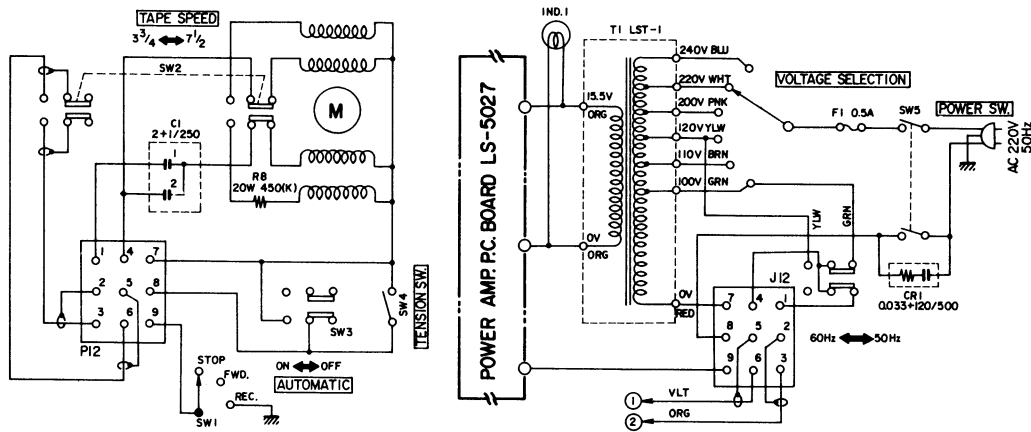 TAPE SPEED
3 3/4 ↔ 7 1/2
SW2
C1
2+1/250
1
2
M
R8
20W 450(K)
1 4 7
2 5 8
3 6 9
P12
STOP
FWD.
REC.
SW1
SW3
ON ↔ OFF
AUTOMATIC
SW4
TENSION SW.
IND.1
POWER AMP. P.C. BOARD LS-5027
T1 LST-1
15.5V
ORG
0V
ORG
240V BLU
220V WHT
200V PNK
120V YLW
110V BRN
100V GRN
0V
RED
VOLTAGE SELECTION
F1 0.5A
SW5
POWER SW.
AC 220V
50Hz
YLW
GRN
J12
7 4 1
8 5 2
9 6 3
CR1
0.033+120/500
60Hz ↔ 50Hz
1 VLT
2 ORG